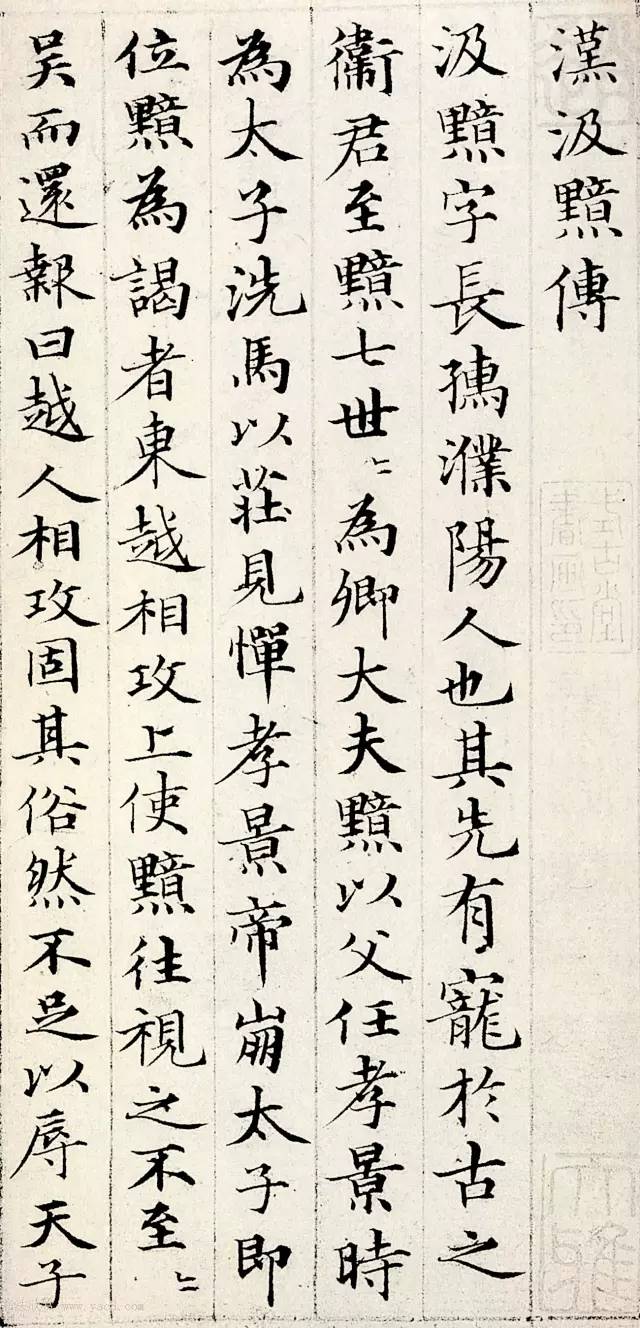 漢汲黯傳
汲黯字長孺濮陽人也其先有寵於古之
衛君至黯七世〻為卿大夫黯以父任孝景時
為太子洗馬以莊見憚孝景帝崩太子即
位黯為謁者東越相攻上使黯往視之不至〻
吳而還報曰越人相攻固其俗然不足以辱天子